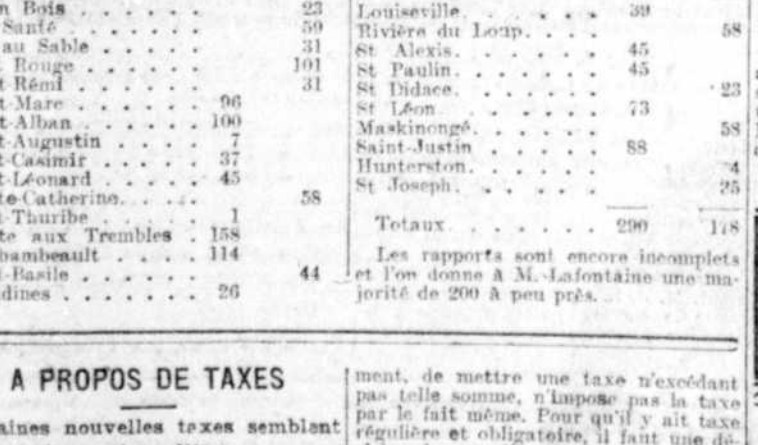 n Bois 23
Santé . . . . . . 59
au Sable . . . . . 31
Rouge . . . . . . 101
t-Rémi . . . . . . 31
t-Marc . . . . . 96
t-Alban . . . . . 100
t-Augustin . . . . 7
t-Casimir . . . . 37
t-Léonard . . . . 45
te-Catherine. . . . . 58
t-Thuribe . . . . 1
te aux Trembles . 158
hambeault . . . . 114
t-Basile . . . . . . 44
dines . . . . . . 26
Louiseville. . . . . 39
Rivière du Loup. . . . . 58
St Alexis. . . . . . 45
St Paulin. . . . . . 45
St Didace. . . . . . 23
St Léon . . . . . . 73
Maskinongé. . . . . . 58
Saint-Justin . . . . . 88
Hunterston. . . . . . 4
St Joseph. . . . . . 25
Totaux. . . . . . . 290 118
Les rapports sont encore incomplets
et l'on donne à M. Lafontaine une ma-
jorité de 200 à peu près.
A PROPOS DE TAXES
aines nouvelles taxes semblent
ment, de mettre une taxe n'excédant
pas telle somme, n'impose pas la taxe
par le fait même. Pour qu'il y ait taxe
régulière et obligatoire, il faut une dé-